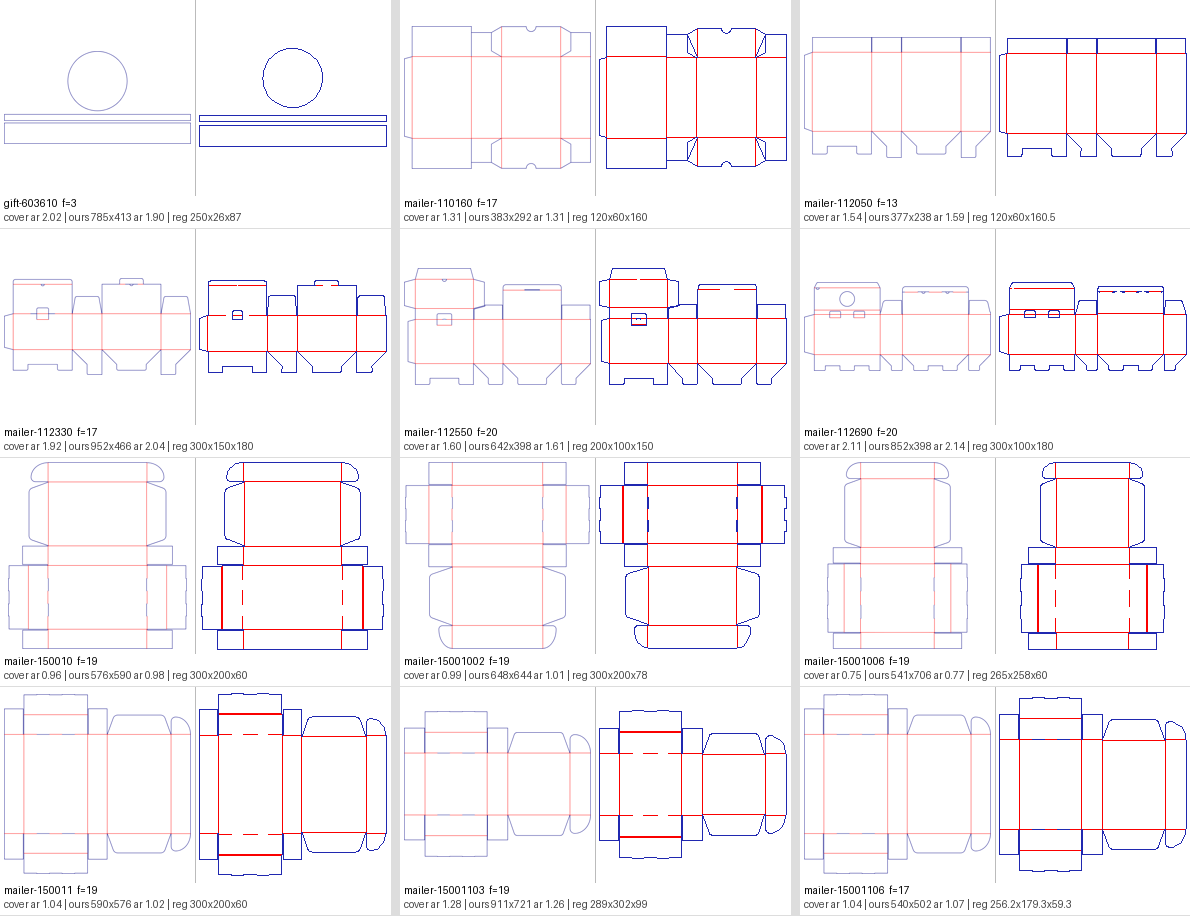 gift-603610 f=3
cover ar 2.02 | ours 785x413 ar 1.90 | reg 250x26x87
mailer-110160 f=17
cover ar 1.31 | ours 383x292 ar 1.31 | reg 120x60x160
mailer-112050 f=13
cover ar 1.54 | ours 377x238 ar 1.59 | reg 120x60x160.5
mailer-112330 f=17
cover ar 1.92 | ours 952x466 ar 2.04 | reg 300x150x180
mailer-112550 f=20
cover ar 1.60 | ours 642x398 ar 1.61 | reg 200x100x150
mailer-112690 f=20
cover ar 2.11 | ours 852x398 ar 2.14 | reg 300x100x180
mailer-150010 f=19
cover ar 0.96 | ours 576x590 ar 0.98 | reg 300x200x60
mailer-15001002 f=19
cover ar 0.99 | ours 648x644 ar 1.01 | reg 300x200x78
mailer-15001006 f=19
cover ar 0.75 | ours 541x706 ar 0.77 | reg 265x258x60
mailer-150011 f=19
cover ar 1.04 | ours 590x576 ar 1.02 | reg 300x200x60
mailer-15001103 f=19
cover ar 1.28 | ours 911x721 ar 1.26 | reg 289x302x99
mailer-15001106 f=17
cover ar 1.04 | ours 540x502 ar 1.07 | reg 256.2x179.3x59.3